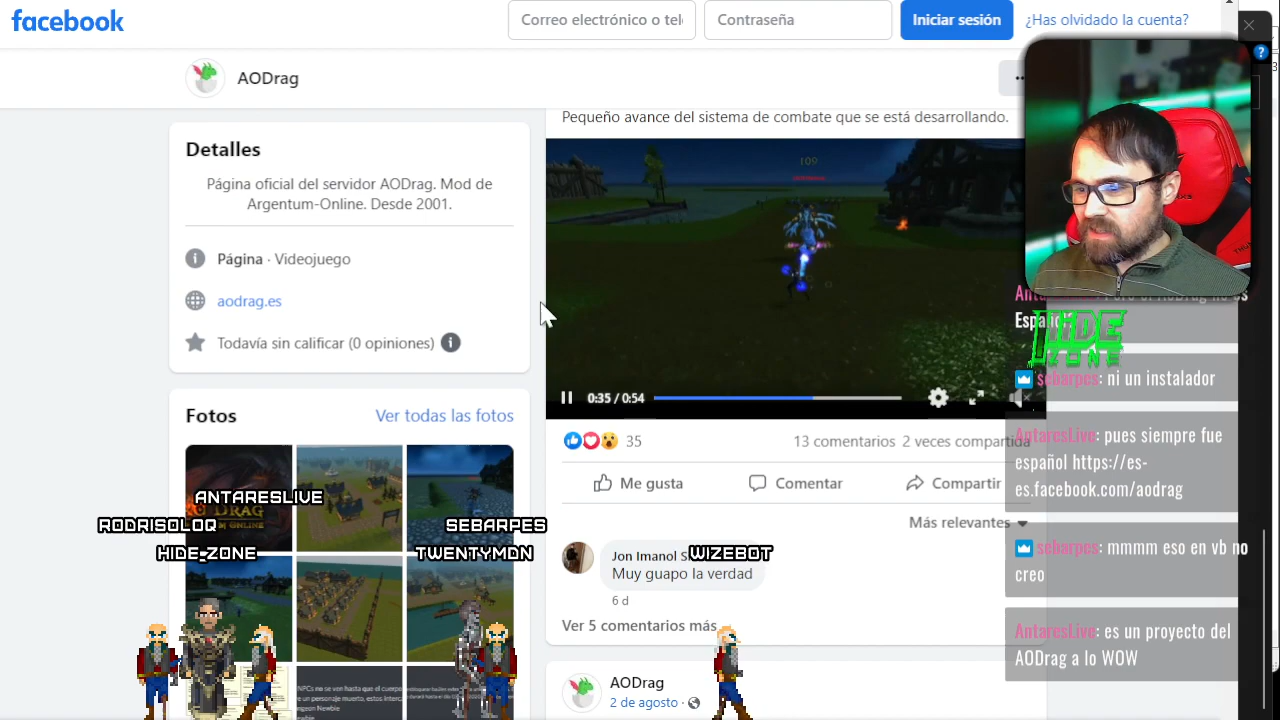 facebook
Correo electrónico o tel
Contraseña
Iniciar sesión
¿Has olvidado la cuenta?
AODrag
Detalles
Página oficial del servidor AODrag. Mod de
Argentum-Online. Desde 2001.
Página · Videojuego
aodrag.es
Todavía sin calificar (0 opiniones)
Fotos
Ver todas las fotos
Pequeño avance del sistema de combate que se está desarrollando.
109
0:35 / 0:54
35
13 comentarios 2 veces compartida
Me gusta
Comentar
Compartir
Más relevantes
Jon Imanol S
Muy guapo la verdad
6 d
Ver 5 comentarios más
AODrag
2 de agosto ·
ANTARESLIVE
RODRISOLOQ
SEBARPES
HIDE_ZONE
TWENTYMDN
WIZEBOT
HIDE
ZONE
sebarpes: ni un instalador
AntaresLive: pues siempre fue
español https://es-
es.facebook.com/aodrag
sebarpes: mmmm eso en vb no
creo
AntaresLive: es un proyecto del
AODrag a lo WOW